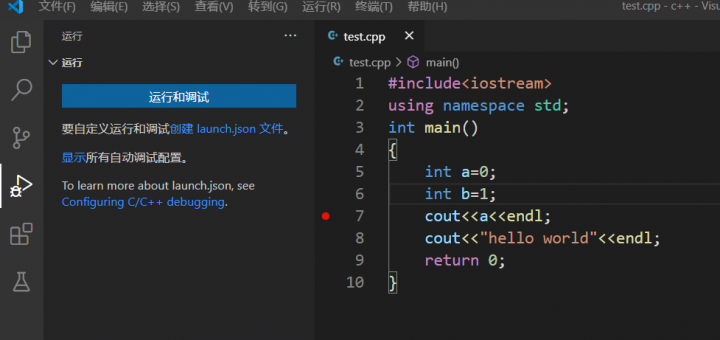 文件(F) 编辑(E) 选择(S) 查看(V) 转到(G) 运行(R) 终端(T) 帮助(H) test.cpp - c++ - Visu
运行 ···
运行
运行和调试
要自定义运行和调试创建 launch.json 文件。
显示所有自动调试配置。
To learn more about launch.json, see
Configuring C/C++ debugging.
test.cpp
test.cpp > main()
1 #include<iostream>
2 using namespace std;
3 int main()
4 {
5 int a=0;
6 int b=1;
7 cout<<a<<endl;
8 cout<<"hello world"<<endl;
9 return 0;
10 }